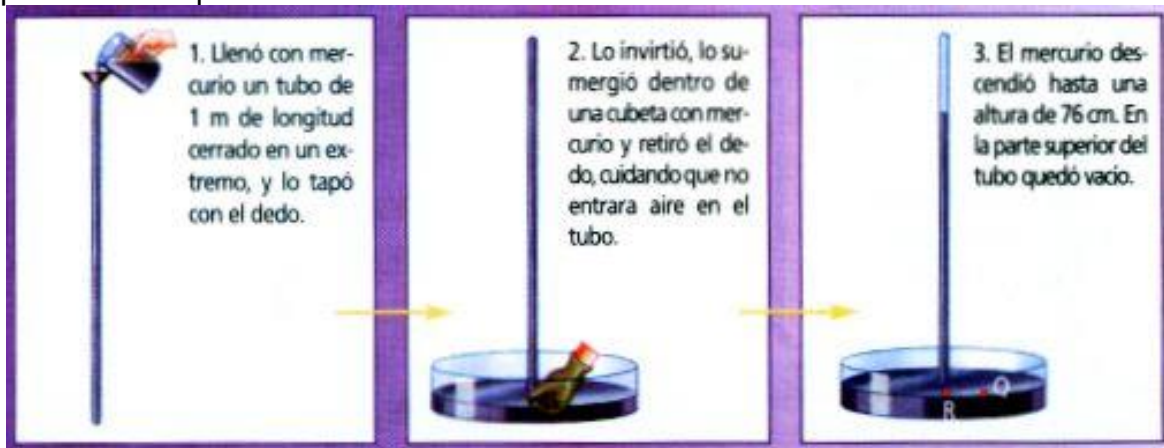 1. Llenó con mer-
curio un tubo de
1 m de longitud
cerrado en un ex-
tremo, y lo tapó
con el dedo.
2. Lo invirtió, lo su-
mergió dentro de
una cubeta con mer-
curio y retiró el de-
do, cuidando que no
entrara aire en el
tubo.
3. El mercurio des-
cendió hasta una
altura de 76 cm. En
la parte superior del
tubo quedó vacío.
Q
R